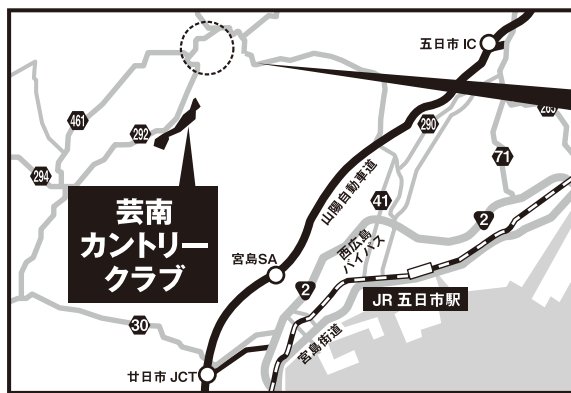 五日市 IC
461
292
290
265
294
71
芸南
カントリー
クラブ
山陽自動車道
41
2
西広島
バイパス
宮島SA
2
JR 五日市駅
30
宮島街道
廿日市 JCT